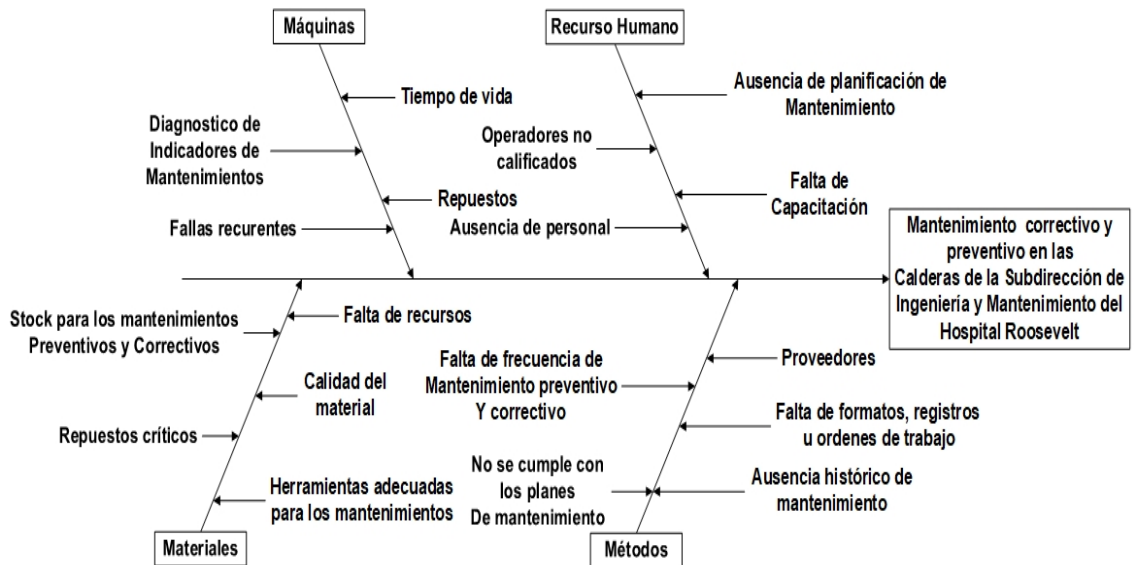 Máquinas
Recurso Humano
Tiempo de vida
Diagnostico de
Indicadores de
Mantenimientos
Repuestos
Fallas recurentes
Ausencia de planificación de
Mantenimiento
Operadores no
calificados
Falta de
Capacitación
Ausencia de personal
Mantenimiento correctivo y
preventivo en las
Calderas de la Subdirección de
Ingeniería y Mantenimiento del
Hospital Roosevelt
Stock para los mantenimientos
Preventivos y Correctivos
Falta de recursos
Calidad del
material
Repuestos críticos
Herramientas adecuadas
para los mantenimientos
Materiales
Proveedores
Falta de frecuencia de
Mantenimiento preventivo
Y correctivo
Falta de formatos, registros
u ordenes de trabajo
No se cumple con
los planes
De mantenimiento
Ausencia histórico de
mantenimiento
Métodos